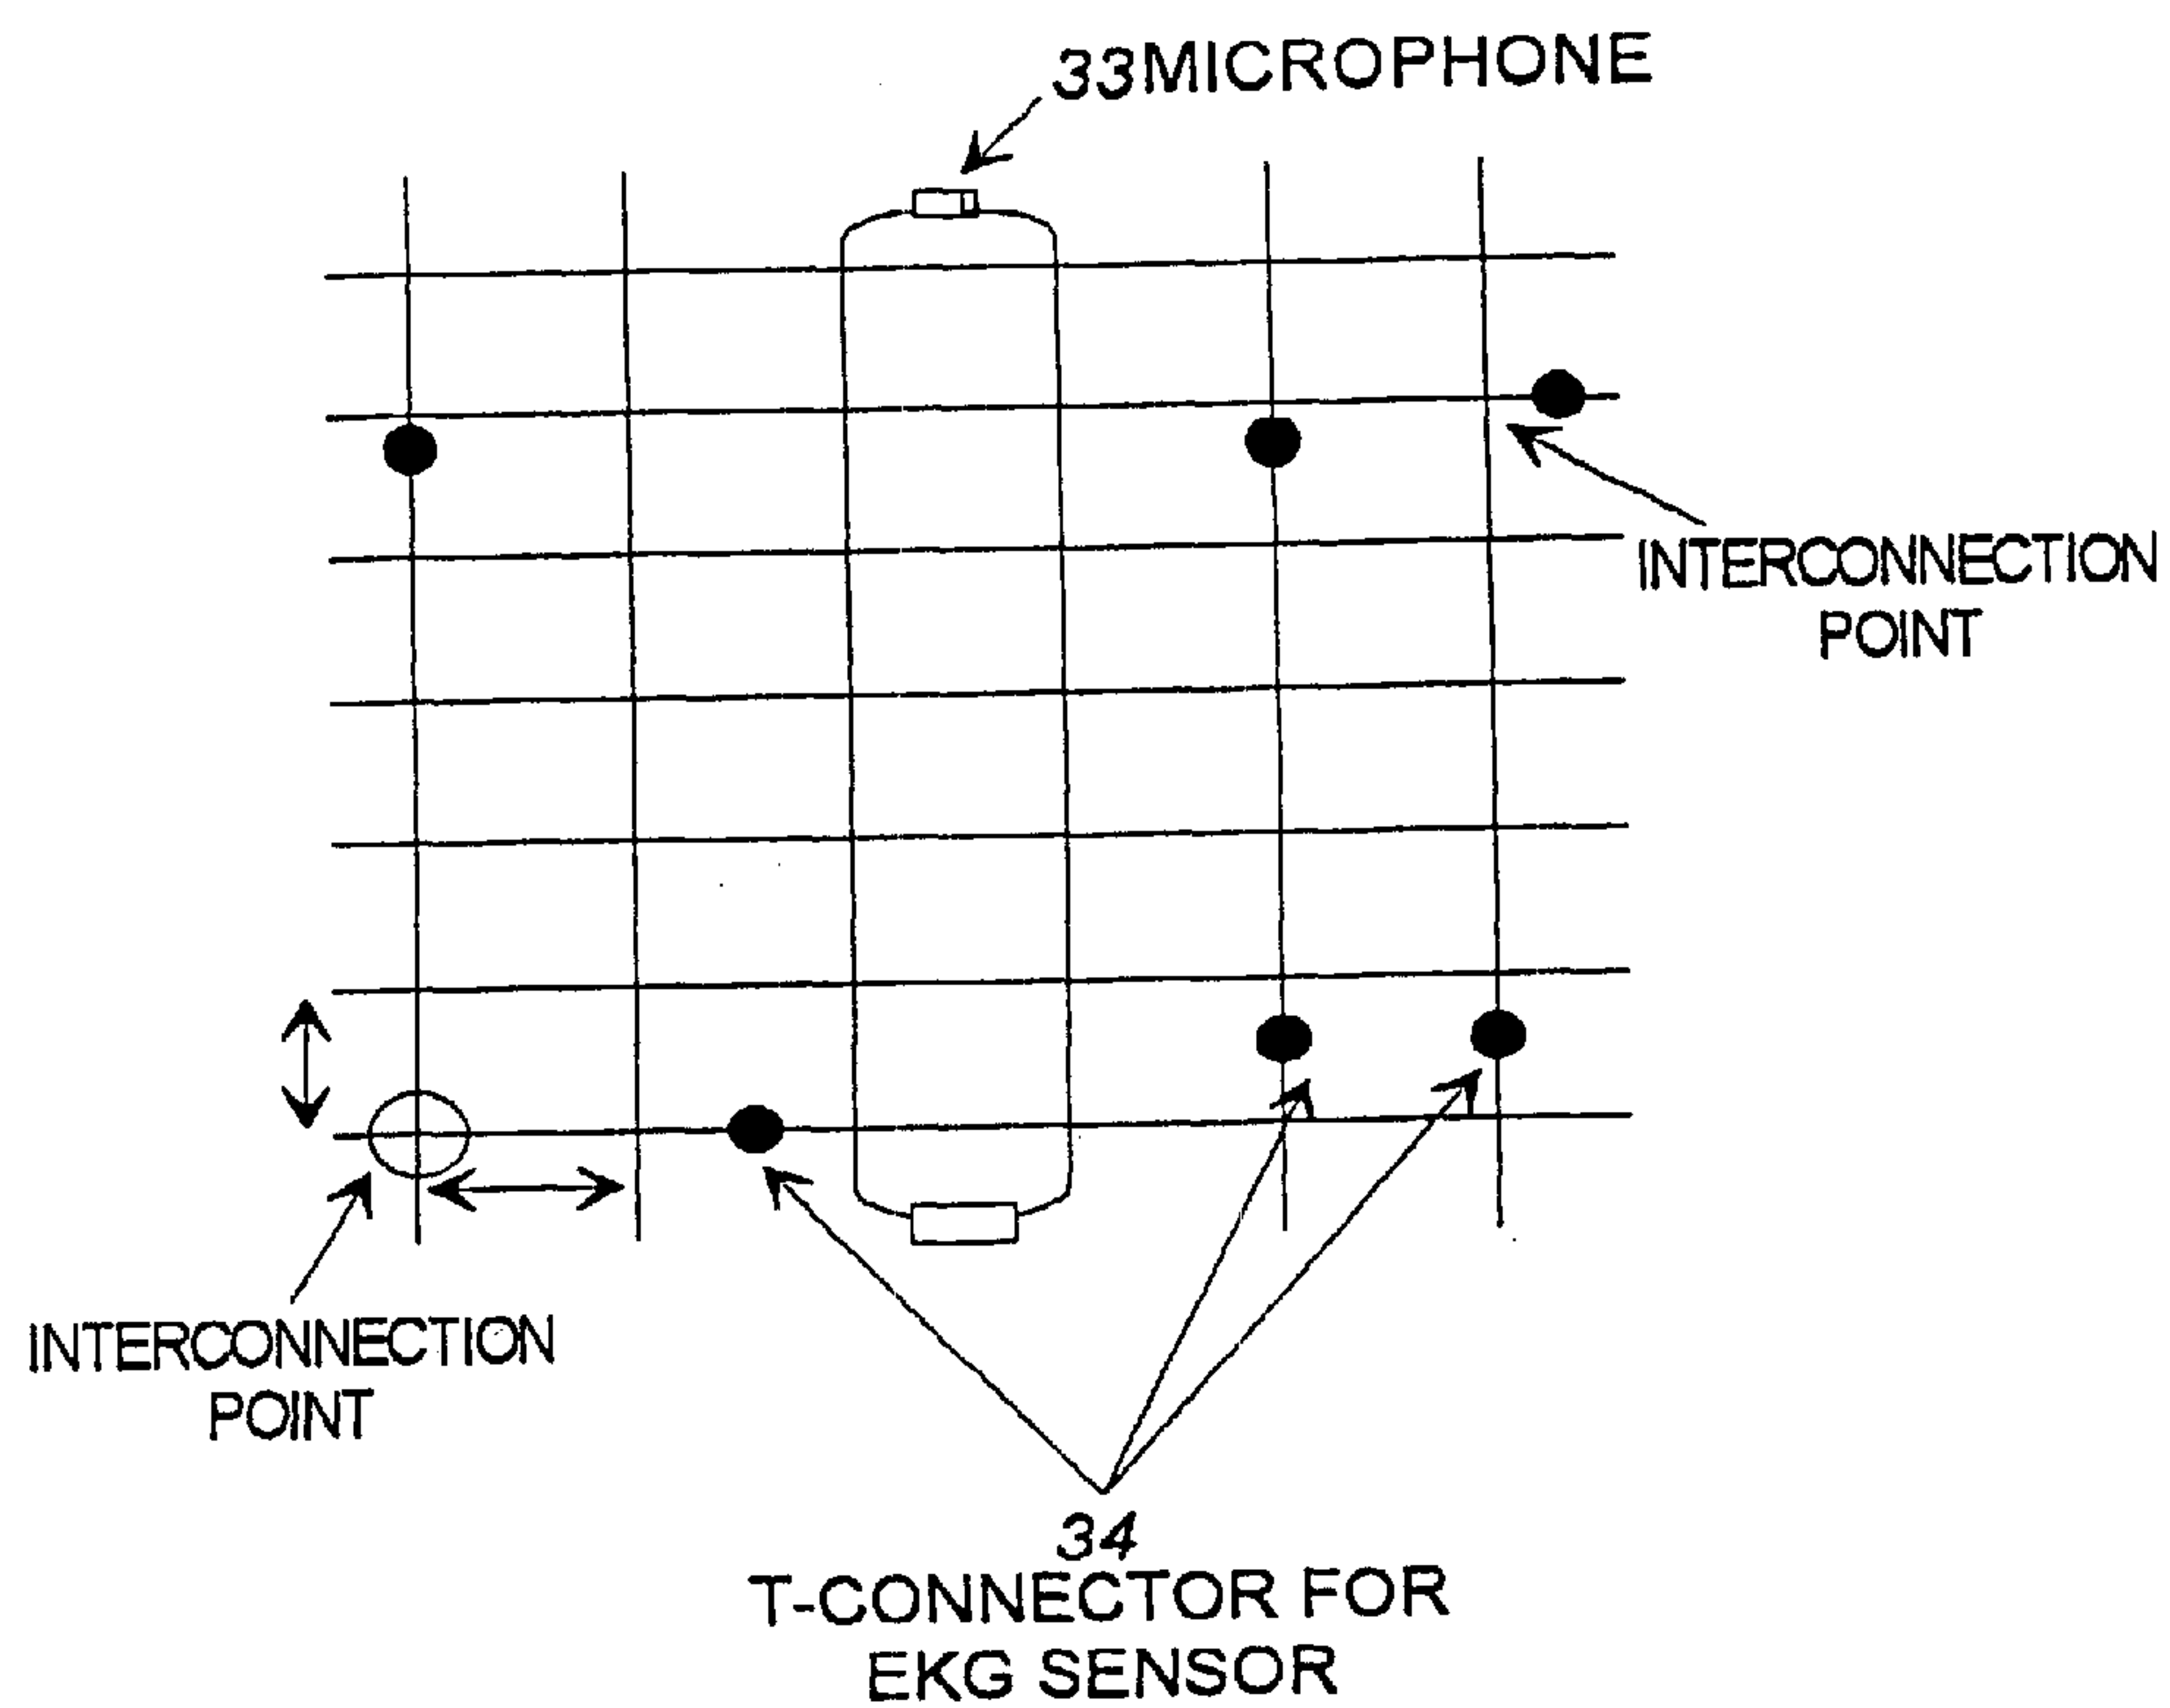 33MICROPHONE
INTERCONNECTION
POINT
INTERCONNECTION
POINT
34
T-CONNECTOR FOR
EKG SENSOR